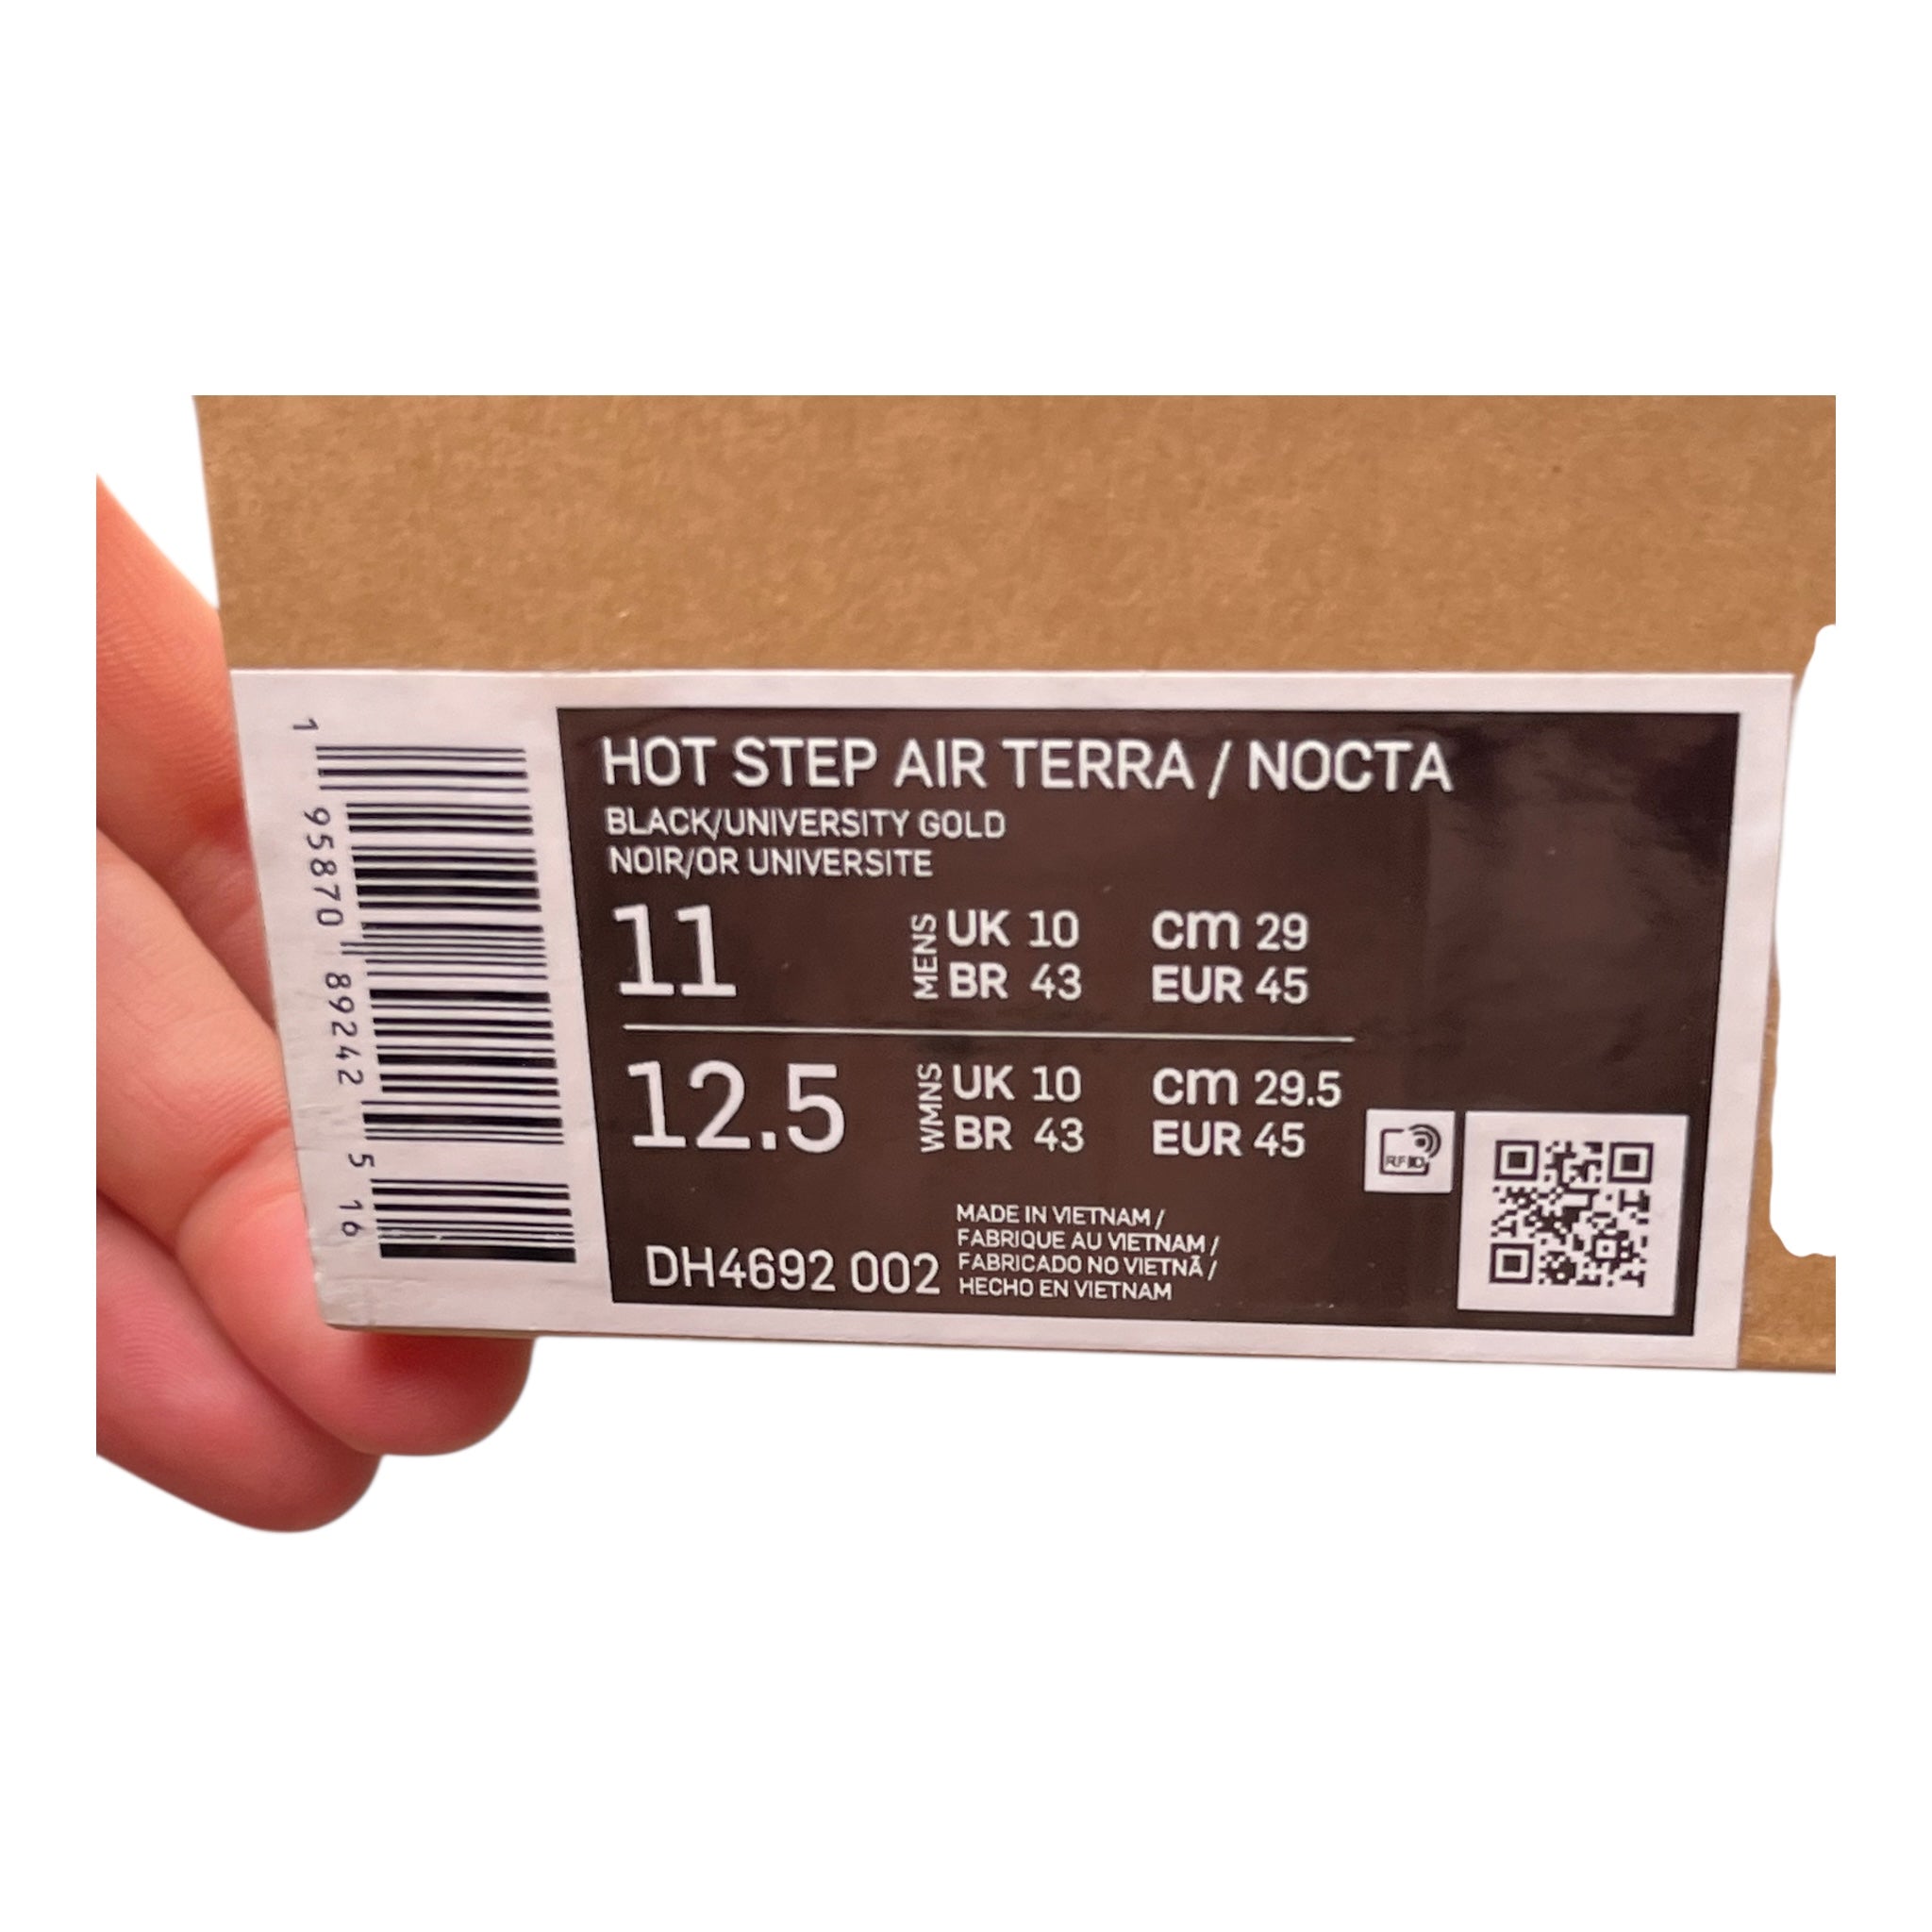 1 95870 89242 5 16
HOT STEP AIR TERRA / NOCTA
BLACK/UNIVERSITY GOLD
NOIR/OR UNIVERSITE
11 MENS UK 10 cm 29
BR 43 EUR 45
12.5 WMNS UK 10 cm 29.5
BR 43 EUR 45
RFID
DH4692 002
MADE IN VIETNAM /
FABRIQUE AU VIETNAM /
FABRICADO NO VIETNÃ /
HECHO EN VIETNAM